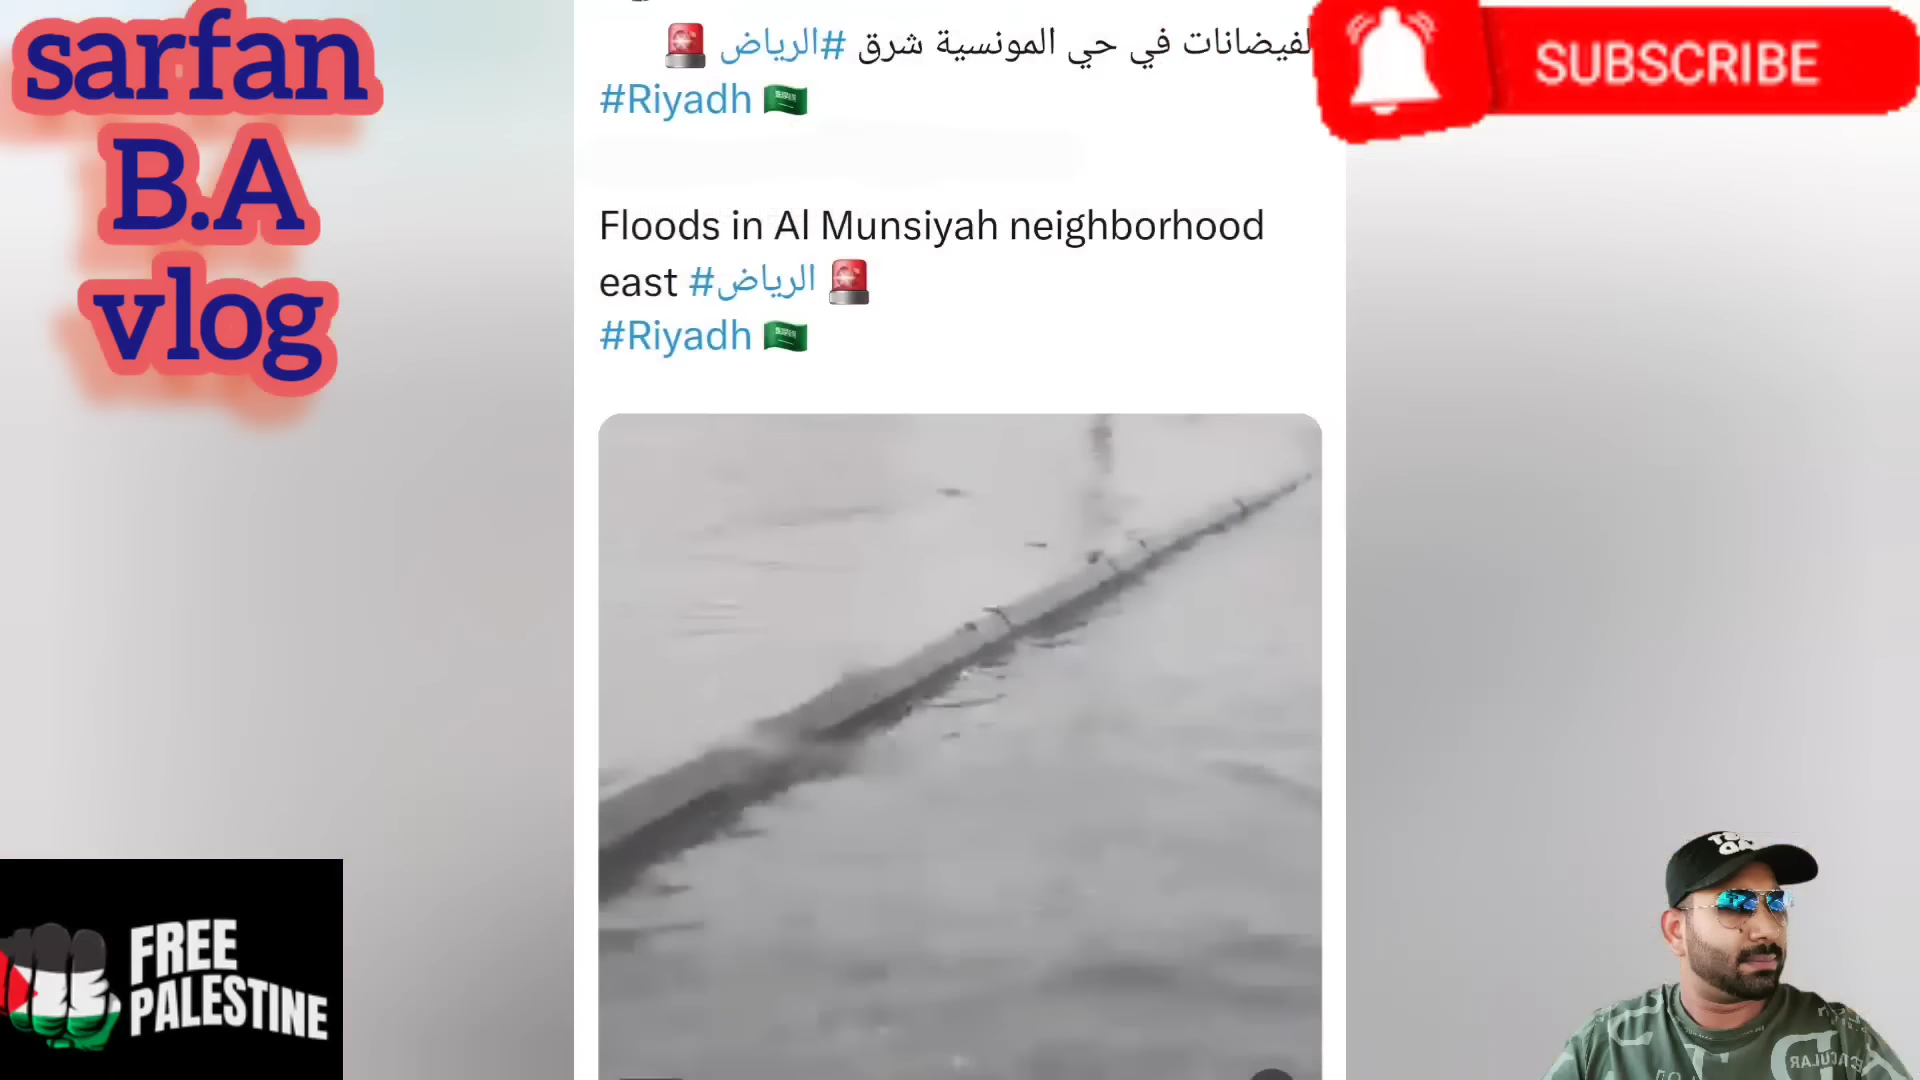 sarfan
B.A
vlog
لفيضانات في حي المونسية شرق #الرياض 🚨
#Riyadh 🇸🇦
SUBSCRIBE
Floods in Al Munsiyah neighborhood
east #الرياض 🚨
#Riyadh 🇸🇦
FREE
PALESTINE